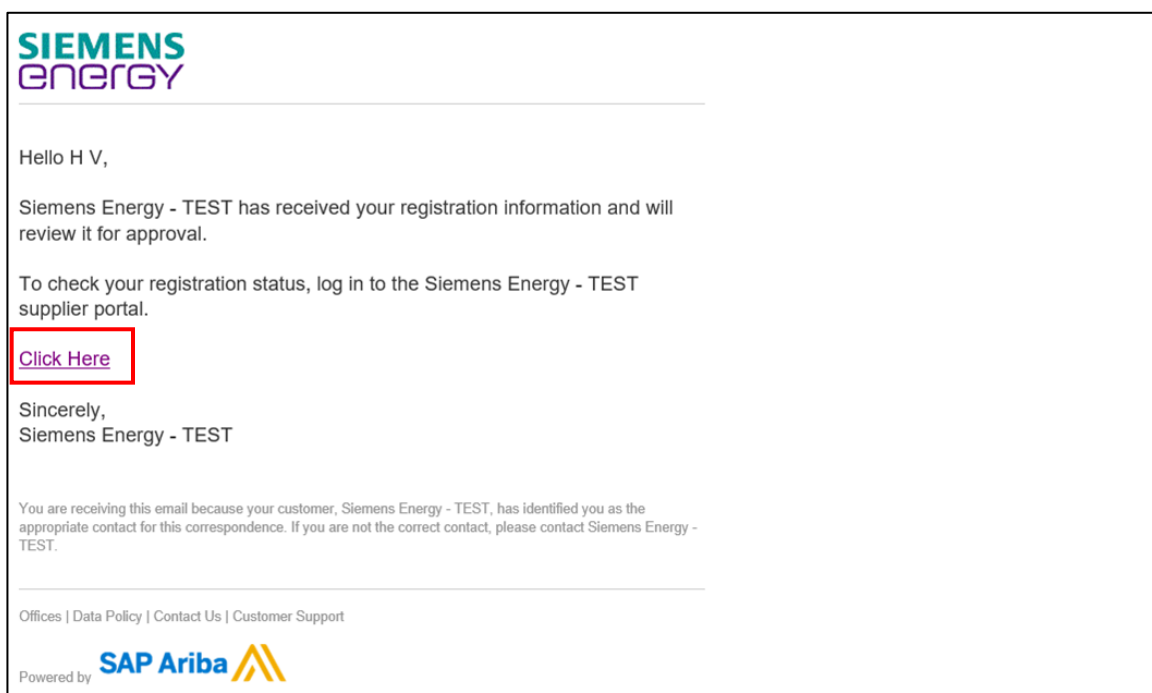 SIEMENS
energy
Hello H V,
Siemens Energy - TEST has received your registration information and will
review it for approval.
To check your registration status, log in to the Siemens Energy - TEST
supplier portal.
Click Here
Sincerely,
Siemens Energy - TEST
You are receiving this email because your customer, Siemens Energy - TEST, has identified you as the
appropriate contact for this correspondence. If you are not the correct contact, please contact Siemens Energy -
TEST.
Offices | Data Policy | Contact Us | Customer Support
Powered by SAP Ariba